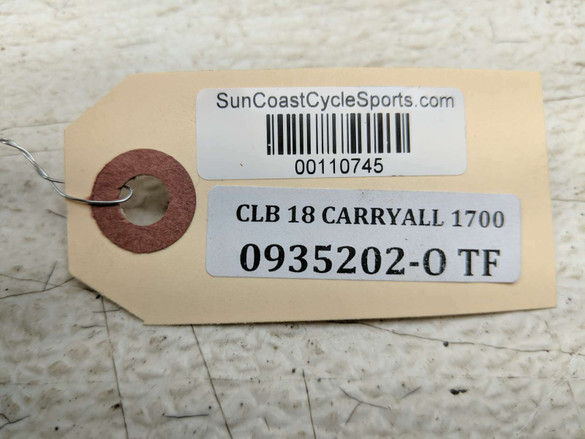 SunCoastCycleSports.com
00110745
CLB 18 CARRYALL 1700
0935202-O TF